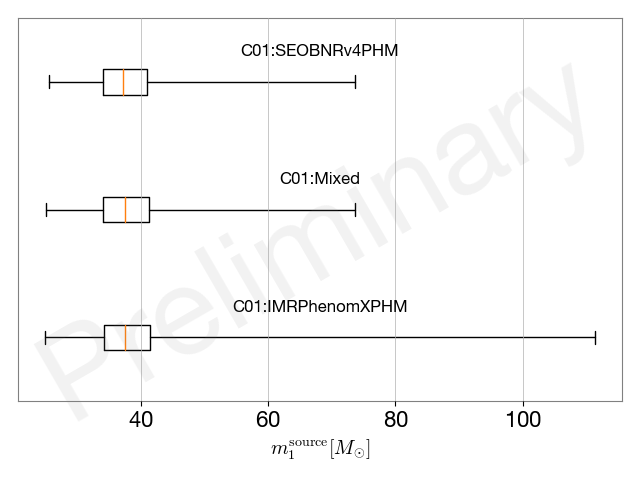 C01:SEOBNRv4PHM
C01:Mixed
C01:IMRPhenomXPHM
Preliminary
40 60 80 100
m₁^source [M⊙]